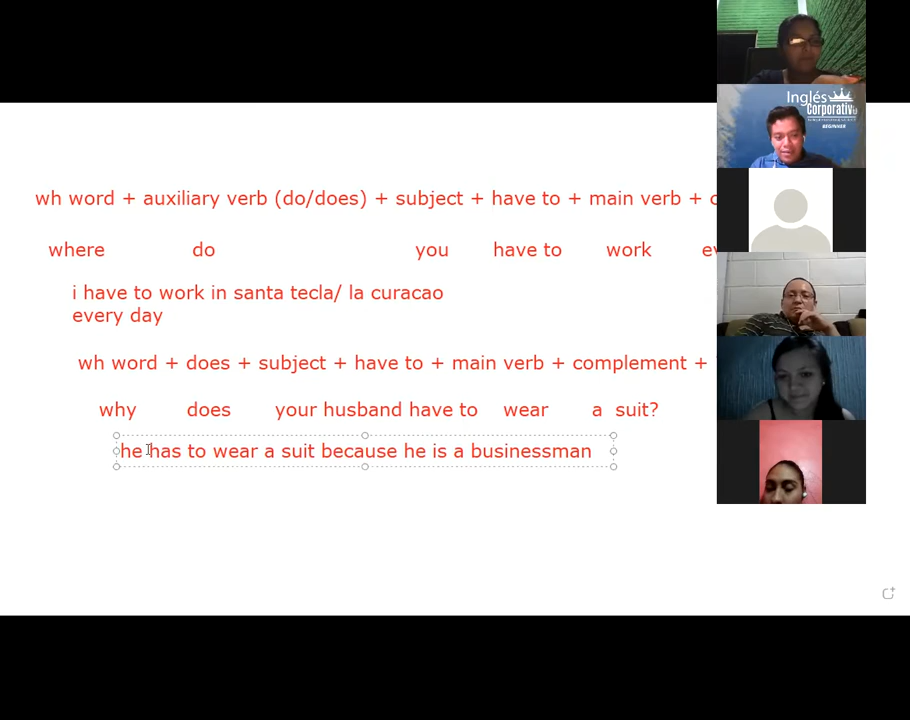 wh word + auxiliary verb (do/does) + subject + have to + main verb + c
where do you have to work ev
i have to work in santa tecla/ la curacao
every day
wh word + does + subject + have to + main verb + complement +
why does your husband have to wear a suit?
he has to wear a suit because he is a businessman
Inglés
Corporativ
BEGINNER